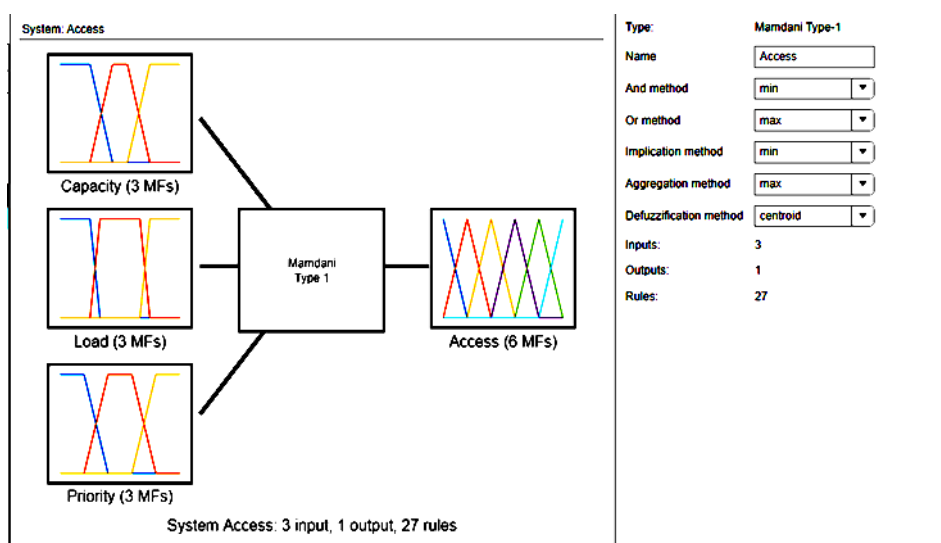 System: Access
Capacity (3 MFs)
Load (3 MFs)
Priority (3 MFs)
Mamdani
Type 1
Access (6 MFs)
System Access: 3 input, 1 output, 27 rules
Type: Mamdani Type-1
Name Access
And method min
Or method max
Implication method min
Aggregation method max
Defuzzification method centroid
Inputs: 3
Outputs: 1
Rules: 27